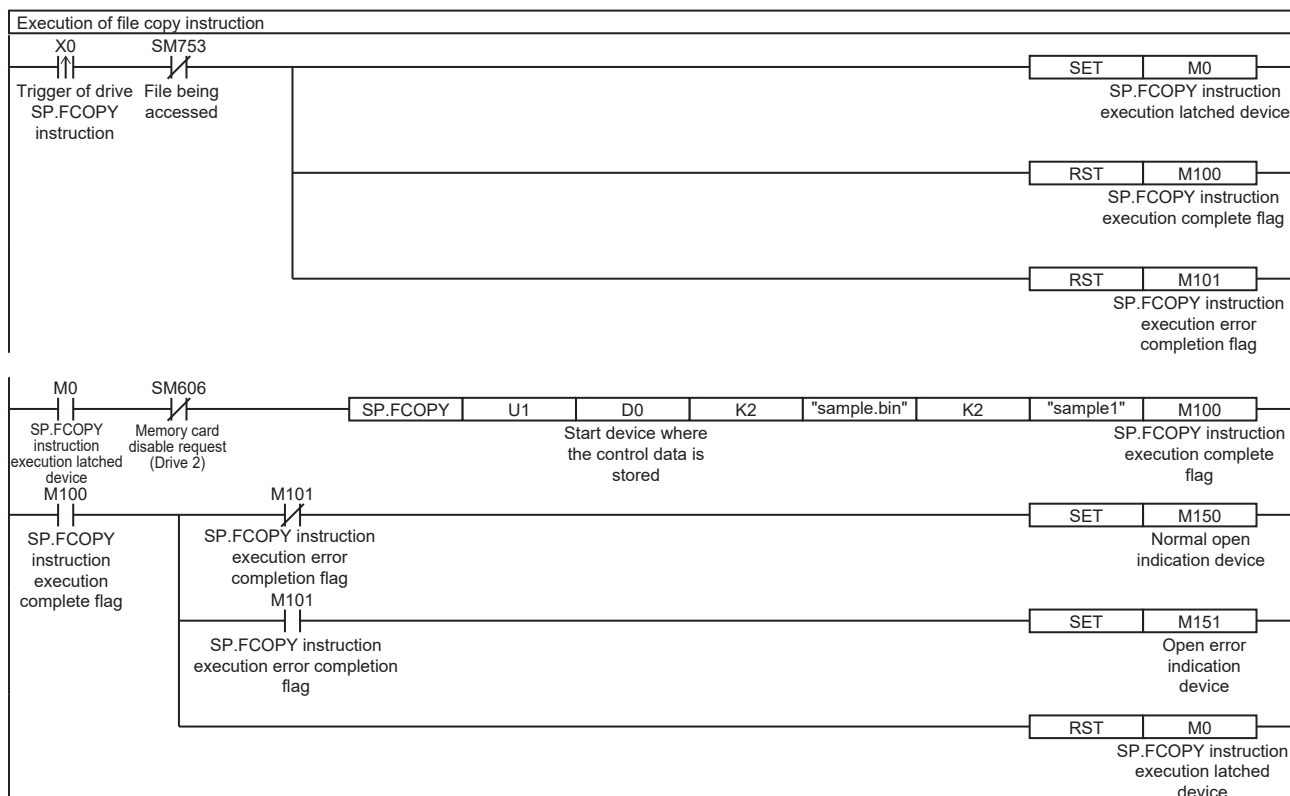 Execution of file copy instruction
X0
SM753
SET
M0
Trigger of drive
SP.FCOPY
instruction
File being
accessed
SP.FCOPY instruction
execution latched device
RST
M100
SP.FCOPY instruction
execution complete flag
RST
M101
SP.FCOPY instruction
execution error
completion flag
M0
SM606
SP.FCOPY
U1
D0
K2
"sample.bin"
K2
"sample1"
M100
SP.FCOPY
instruction
execution latched
device
Memory card
disable request
(Drive 2)
Start device where
the control data is
stored
SP.FCOPY instruction
execution complete
flag
M100
M101
SET
M150
SP.FCOPY
instruction
execution
complete flag
SP.FCOPY instruction
execution error
completion flag
Normal open
indication device
M101
SET
M151
SP.FCOPY instruction
execution error completion
flag
Open error
indication
device
RST
M0
SP.FCOPY instruction
execution latched
device